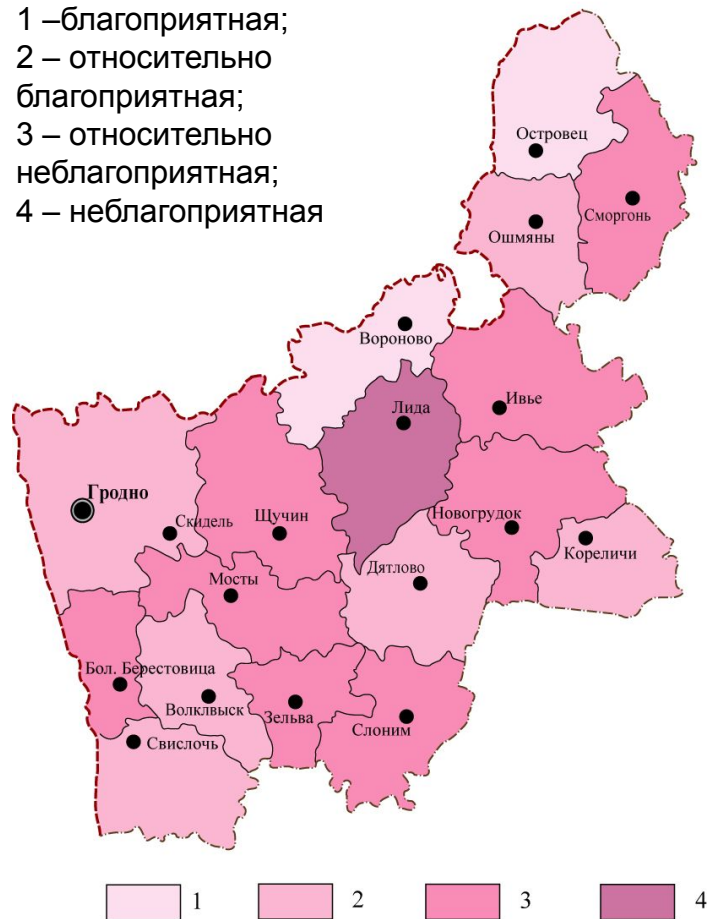 1 –благоприятная;
2 – относительно
благоприятная;
3 – относительно
неблагоприятная;
4 – неблагоприятная
Островец
Сморгонь
Ошмяны
Вороново
Лида
Ивье
Гродно
Скидель
Щучин
Новогрудок
Кореличи
Мосты
Дятлово
Бол. Берестовица
Волклвыск
Зельва
Слоним
Свислочь
1
2
3
4